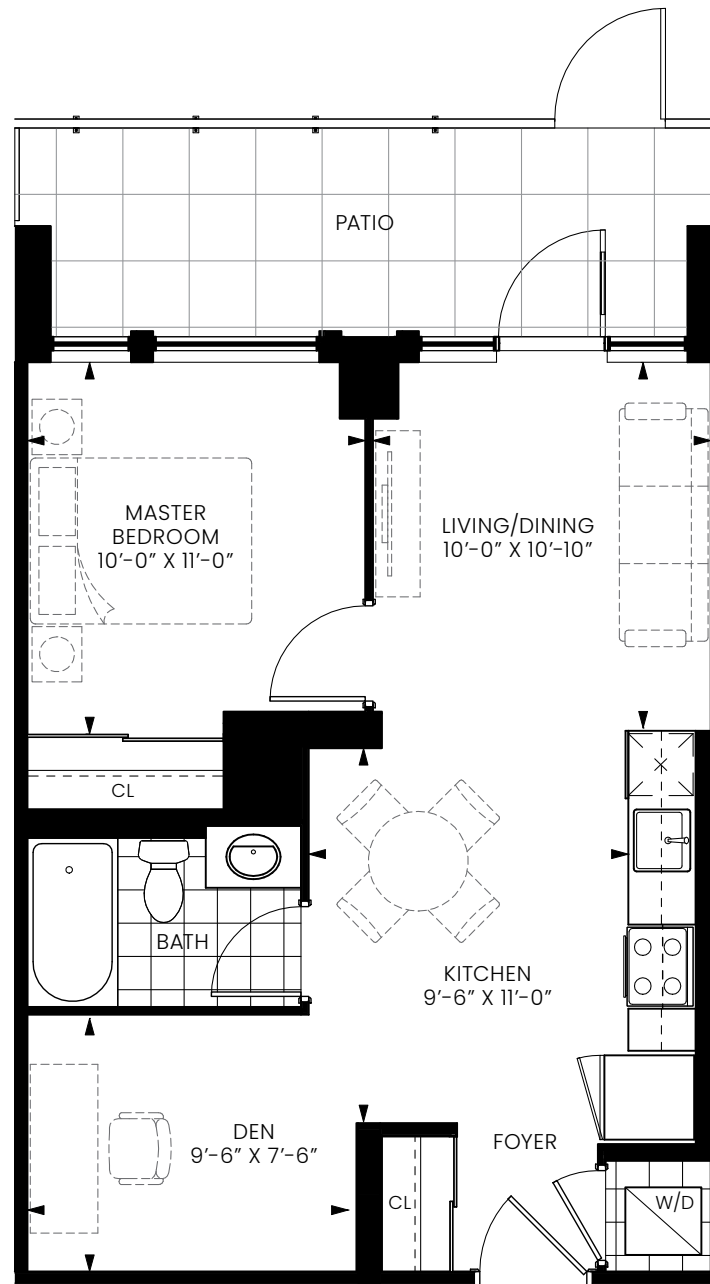 PATIO
MASTER
BEDROOM
10’-0” X 11’-0”
LIVING/DINING
10’-0” X 10’-10”
CL
BATH
KITCHEN
9’-6” X 11’-0”
DEN
9’-6” X 7’-6”
FOYER
CL
W/D